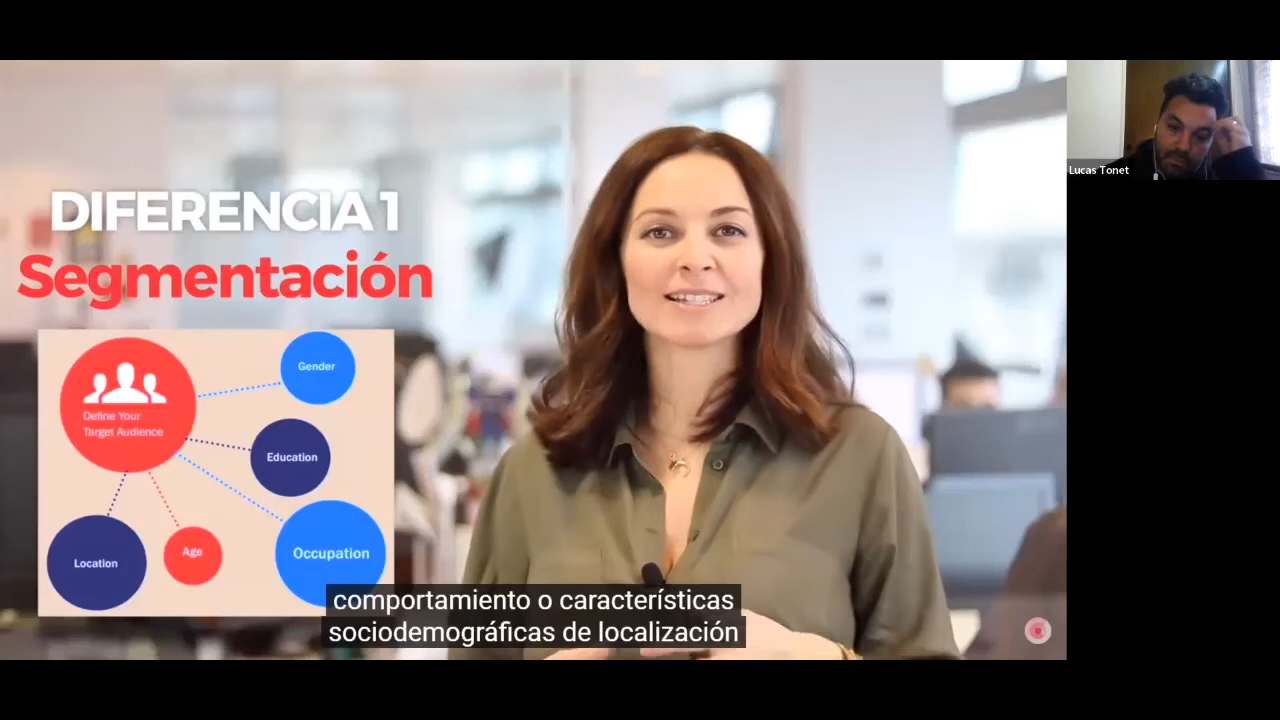 DIFERENCIA 1
Segmentación
Define Your
Target Audience
Gender
Education
Occupation
Age
Location
comportamiento o características
sociodemográficas de localización
Lucas Tonet